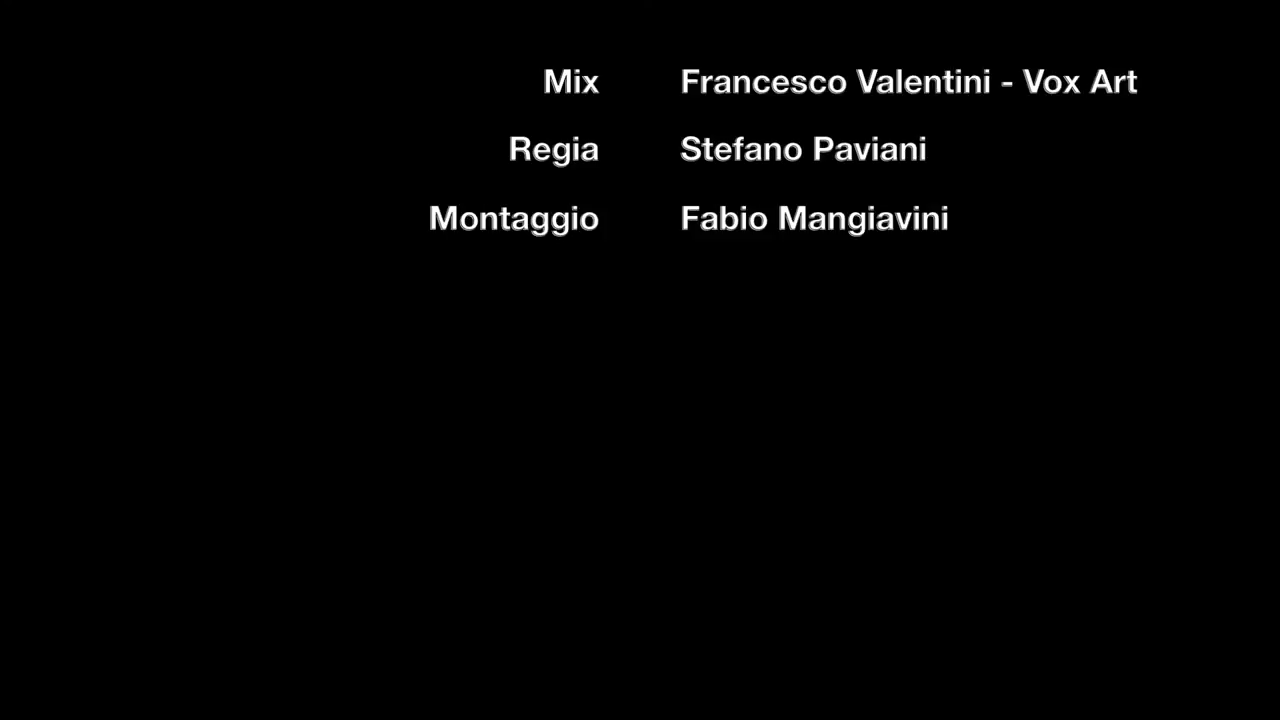 Mix Francesco Valentini - Vox Art
Regia Stefano Paviani
Montaggio Fabio Mangiavini